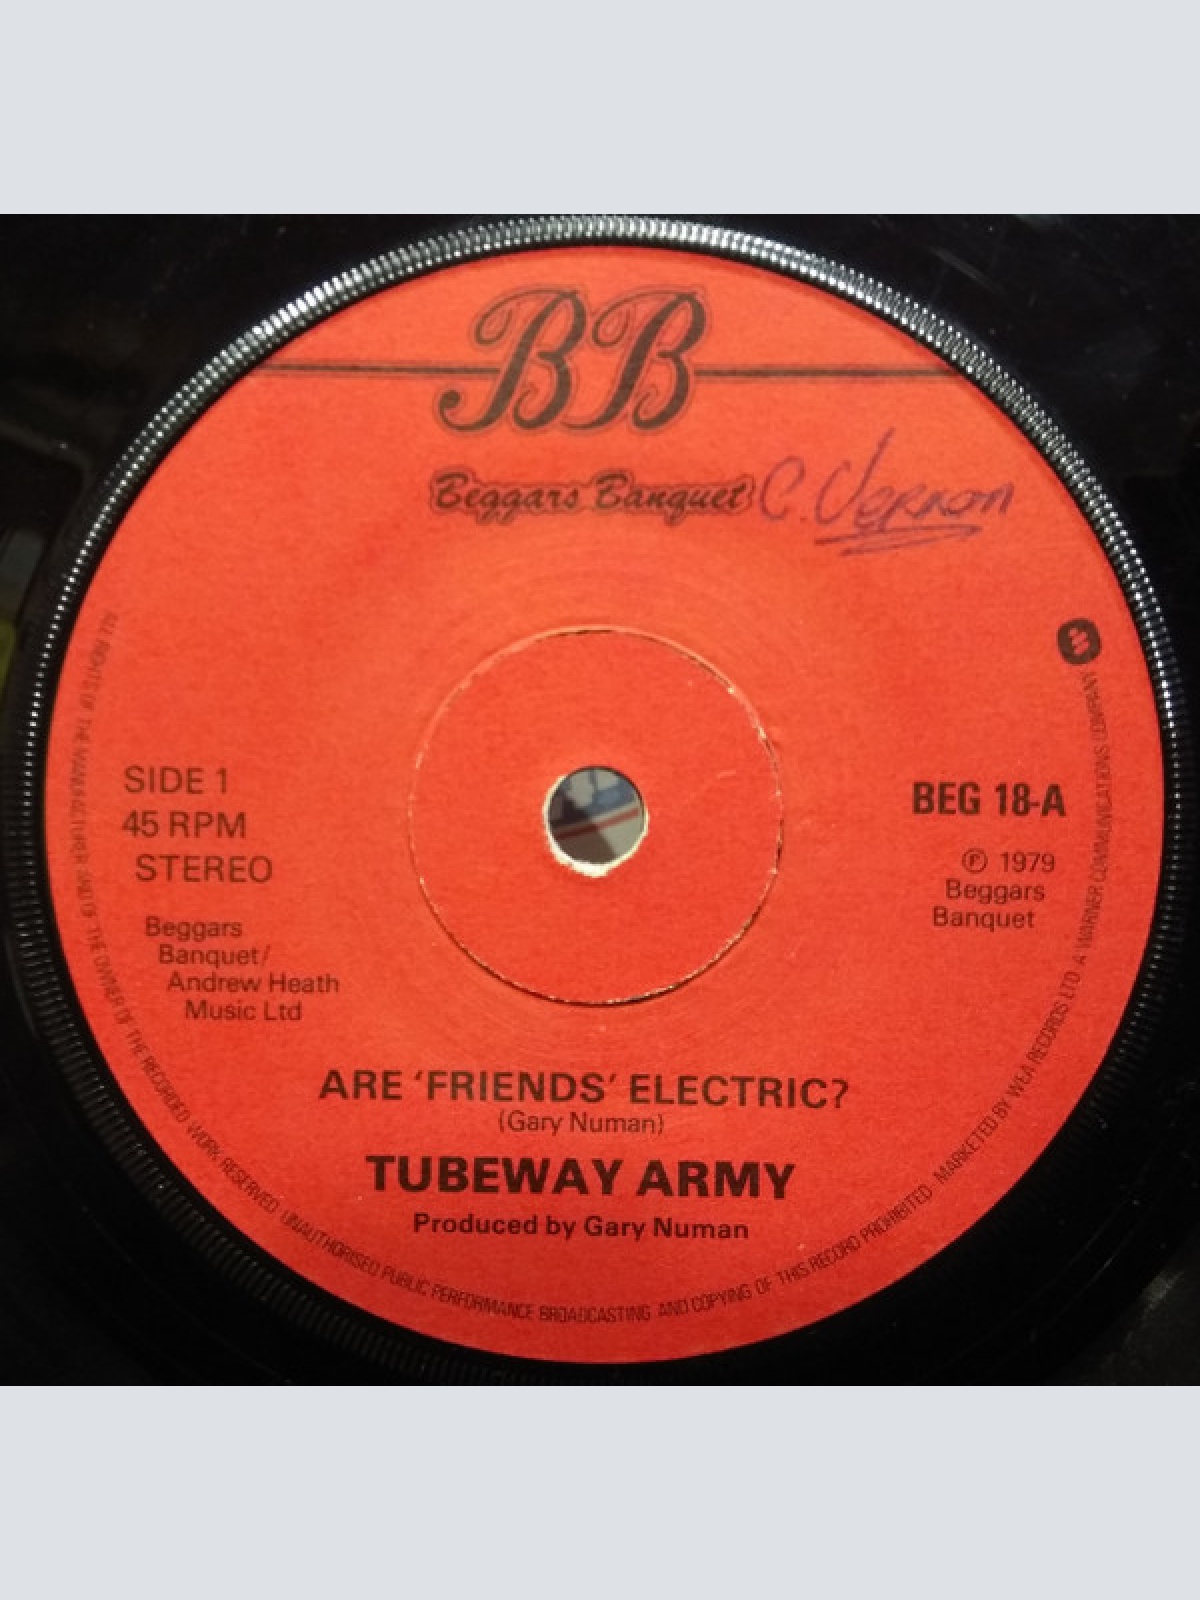 BB
Beggars Banquet
C. Vernon
SIDE 1
45 RPM
STEREO
BEG 18-A
Ⓟ 1979
Beggars
Banquet
Beggars
Banquet/
Andrew Heath
Music Ltd
ARE 'FRIENDS' ELECTRIC?
(Gary Numan)
TUBEWAY ARMY
Produced by Gary Numan
ALL RIGHTS OF THE MANUFACTURER AND OF THE OWNER OF THE RECORDED WORK RESERVED UNAUTHORISED PUBLIC PERFORMANCE BROADCASTING AND COPYING OF THIS RECORD PROHIBITED MARKETED BY WEA RECORDS LTD A WARNER COMMUNICATIONS COMPANY